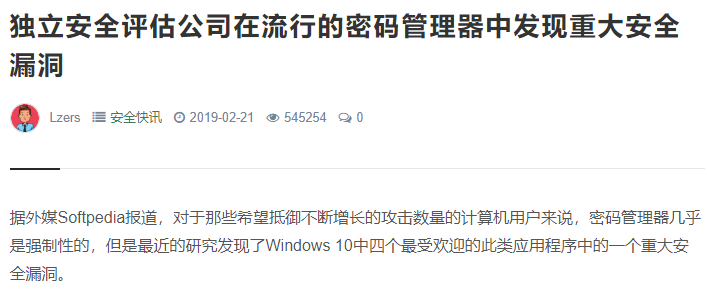 独立安全评估公司在流行的密码管理器中发现重大安全
漏洞
Lzers 安全快讯 2019-02-21 545254 0
据外媒Softpedia报道，对于那些希望抵御不断增长的攻击数量的计算机用户来说，密码管理器几乎
是强制性的，但是最近的研究发现了Windows 10中四个最受欢迎的此类应用程序中的一个重大安
全漏洞。